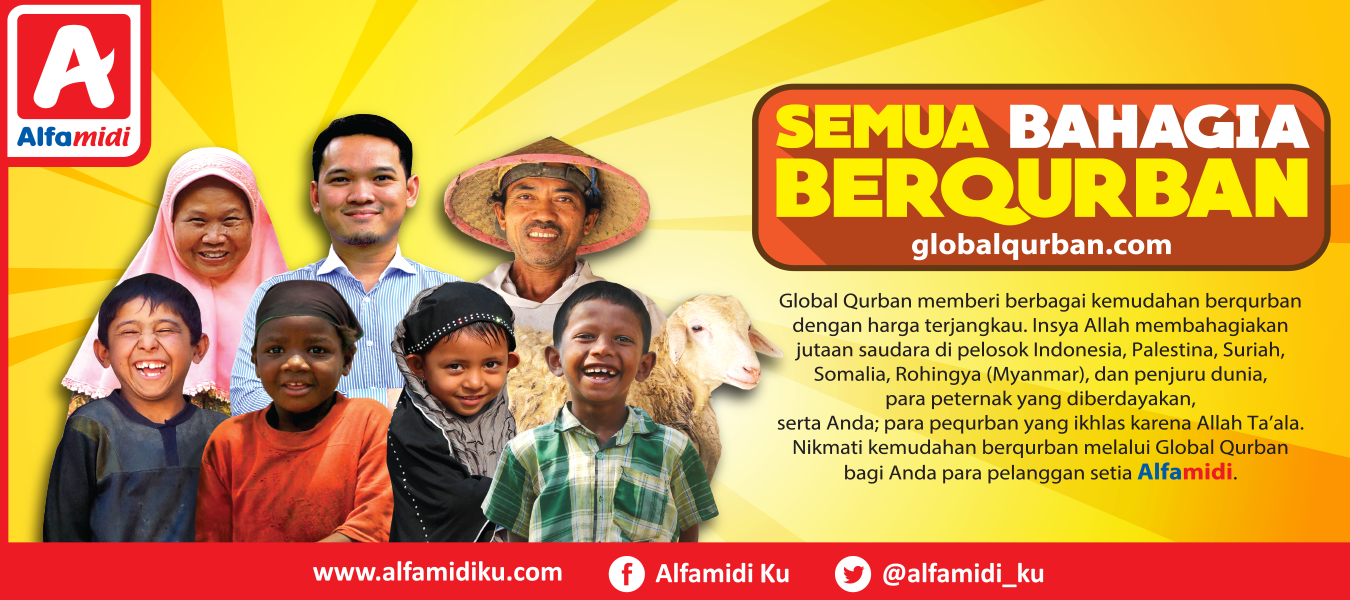 Alfamidi
SEMUA BAHAGIA
BERQURBAN
globalqurban.com
Global Qurban memberi berbagai kemudahan berqurban
dengan harga terjangkau. Insya Allah membahagiakan
jutaan saudara di pelosok Indonesia, Palestina, Suriah,
Somalia, Rohingya (Myanmar), dan penjuru dunia,
para peternak yang diberdayakan,
serta Anda; para pequrban yang ikhlas karena Allah Ta’ala.
Nikmati kemudahan berqurban melalui Global Qurban
bagi Anda para pelanggan setia Alfamidi.
www.alfamidiku.com
Alfamidi Ku
@alfamidi_ku